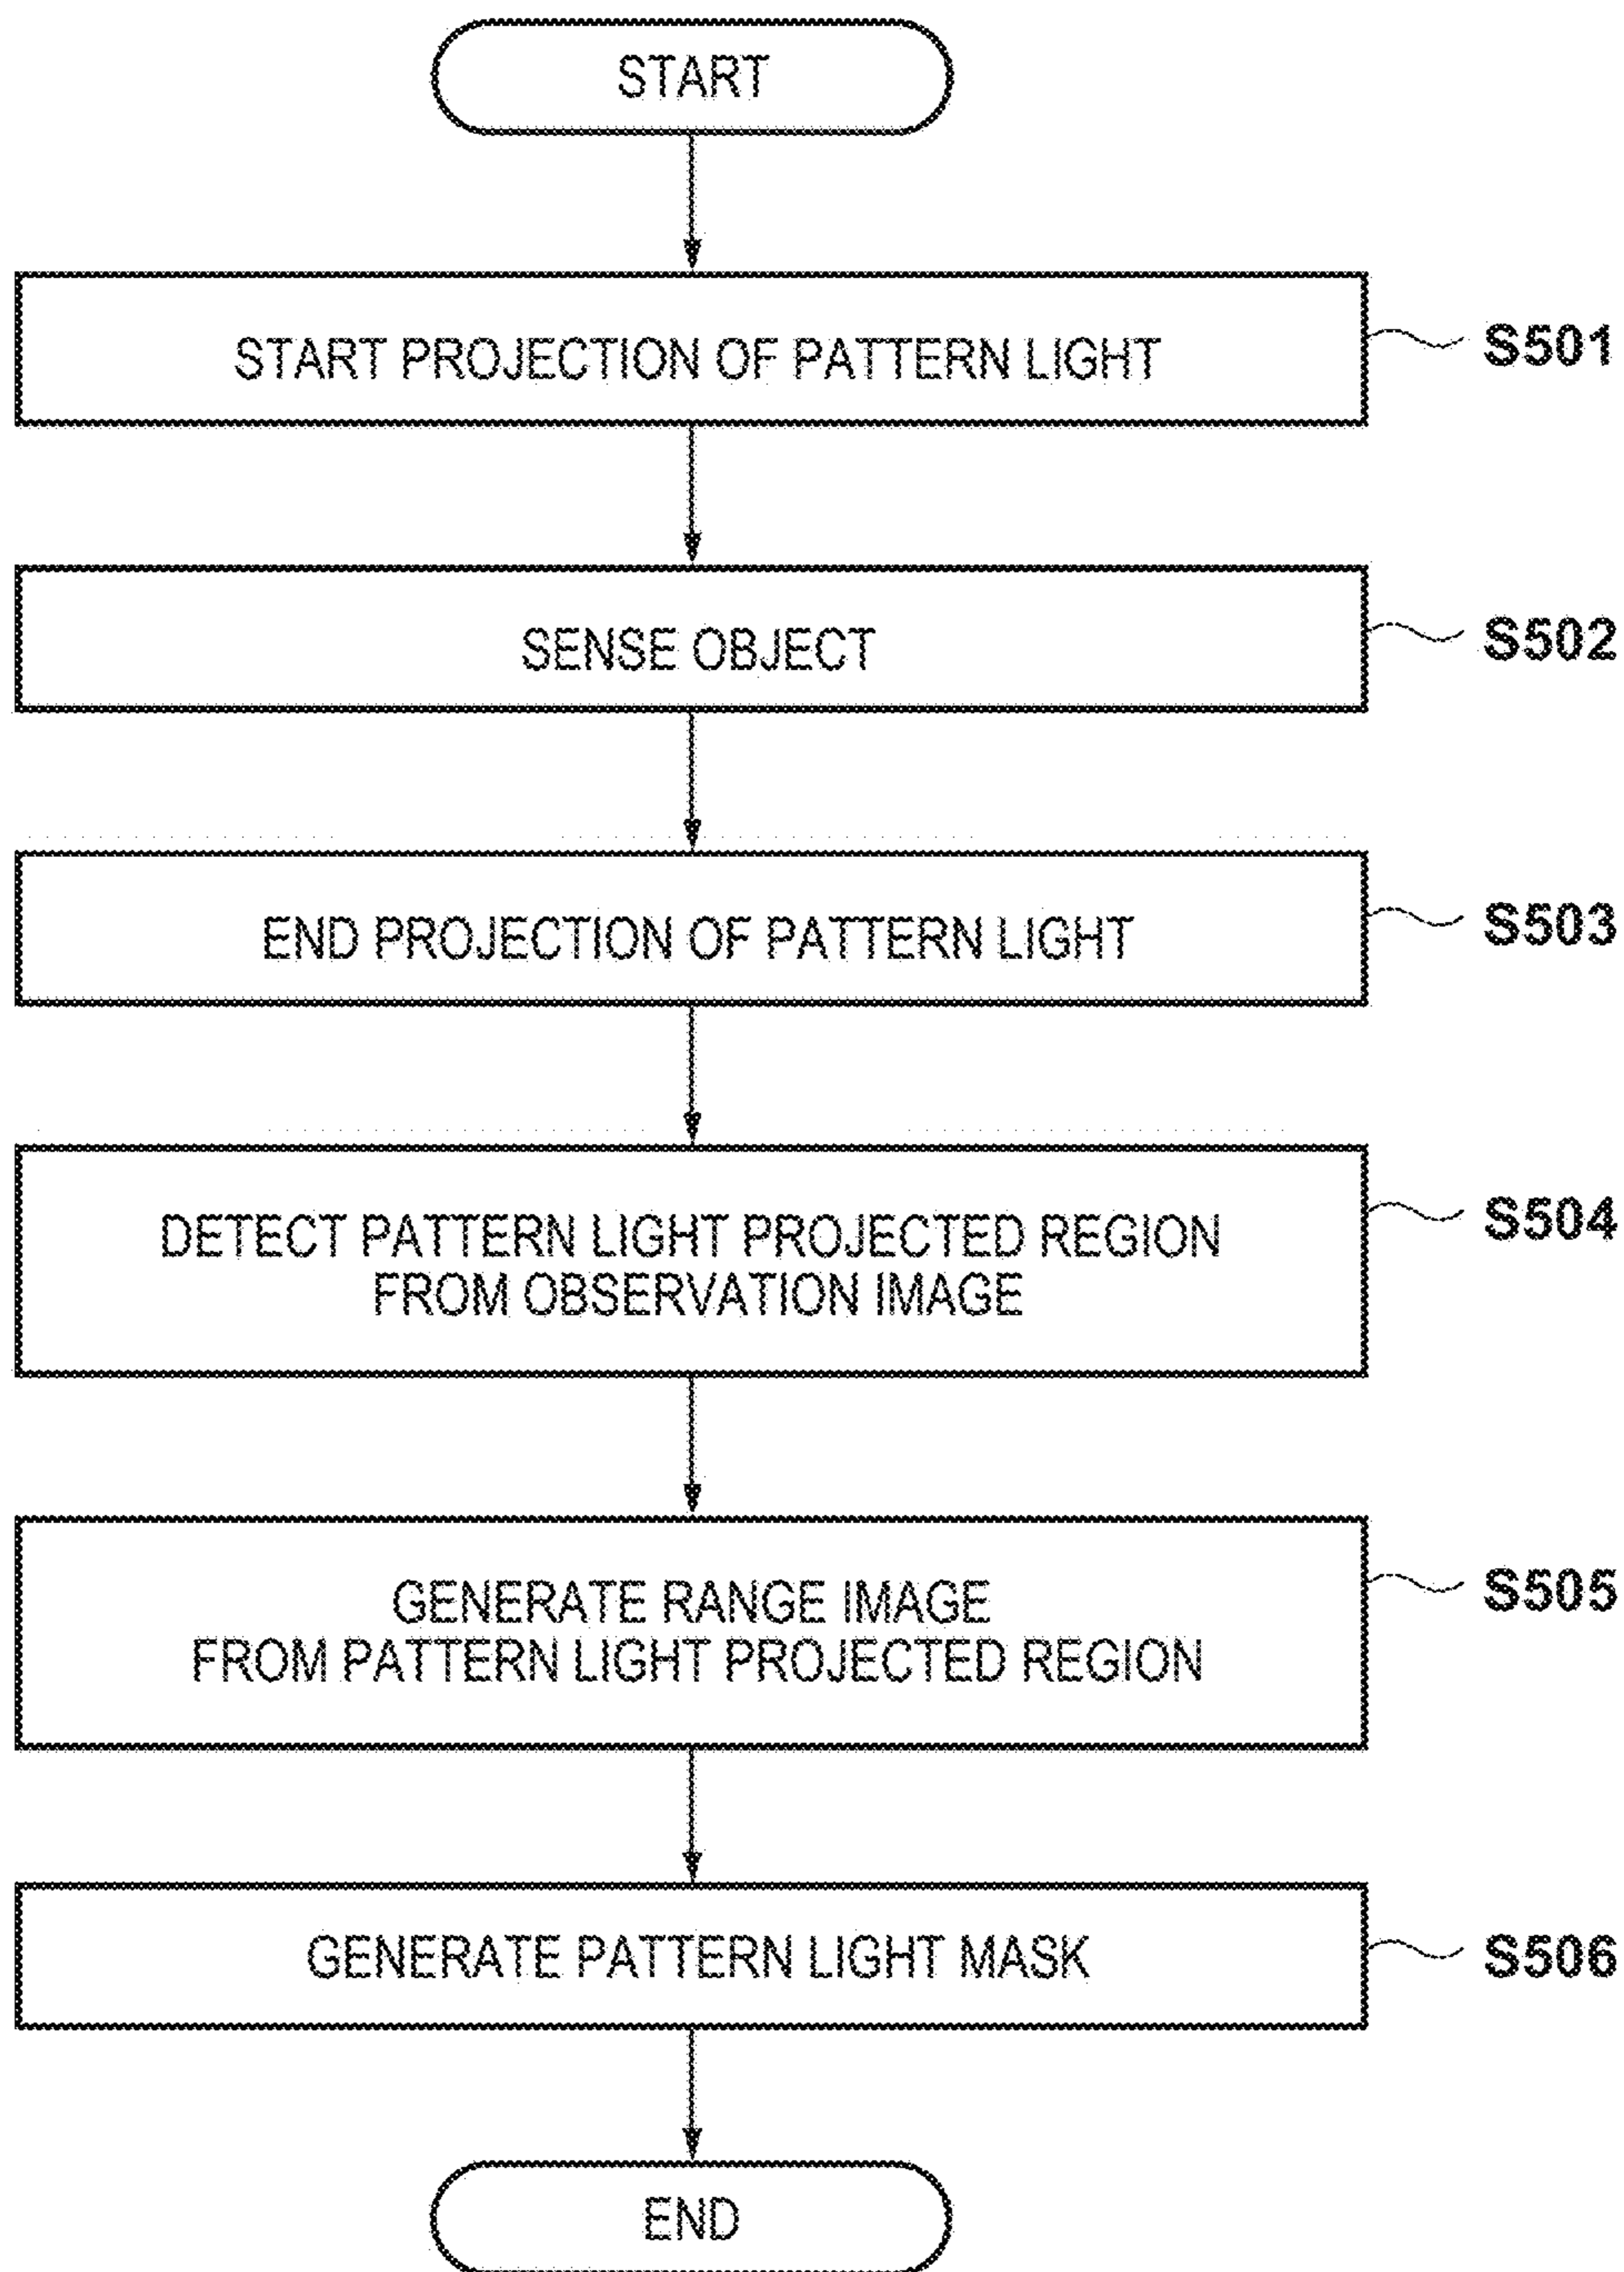 START
START PROJECTION OF PATTERN LIGHT
S501
SENSE OBJECT
S502
END PROJECTION OF PATTERN LIGHT
S503
DETECT PATTERN LIGHT PROJECTED REGION
FROM OBSERVATION IMAGE
S504
GENERATE RANGE IMAGE
FROM PATTERN LIGHT PROJECTED REGION
S505
GENERATE PATTERN LIGHT MASK
S506
END